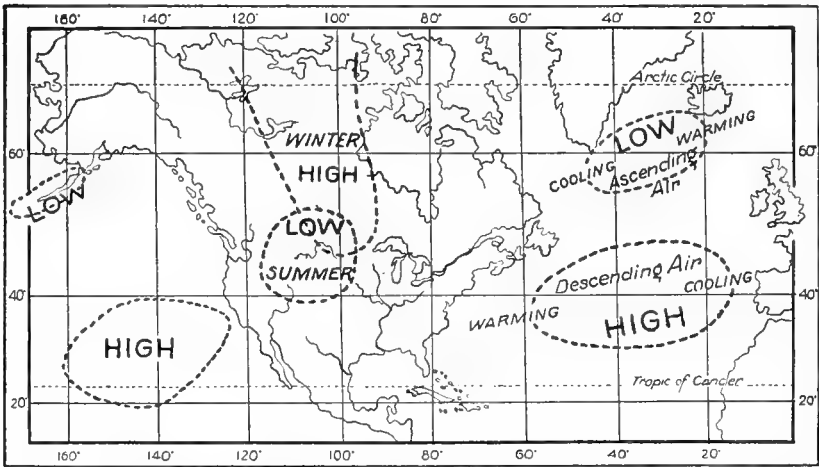 160° 140° 120° 100° 80° 60° 40° 20°
Arctic Circle
WINTER
HIGH
LOW
WARMING
COOLING
Ascending
Air
60° 60°
LOW
LOW
SUMMER
Descending Air
COOLING
40° 40°
WARMING
HIGH
HIGH
Tropic of Cancer
20° 20°
160° 140° 120° 100° 80° 60° 40° 20°